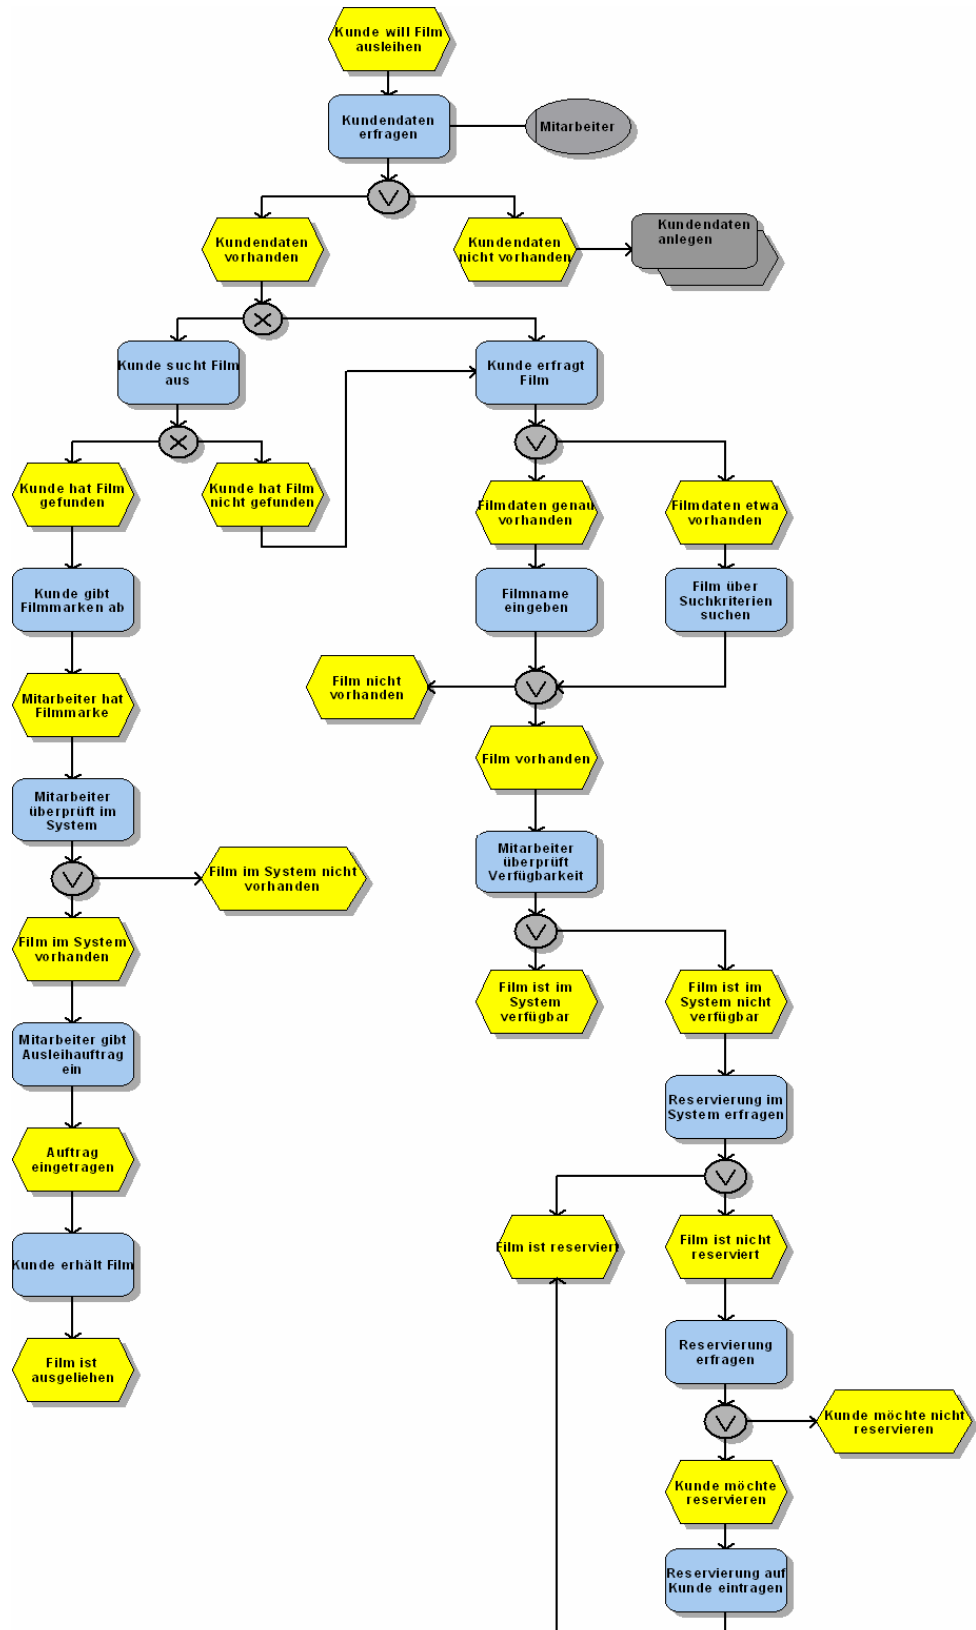 Kunde will Film
ausleihen
Kundendaten
erfragen
Mitarbeiter
Kundendaten
vorhanden
Kundendaten
nicht vorhanden
Kundendaten
anlegen
Kunde sucht Film
aus
Kunde erfragt
Film
Kunde hat Film
gefunden
Kunde hat Film
nicht gefunden
Filmdaten genau
vorhanden
Filmdaten etwa
vorhanden
Kunde gibt
Filmmarken ab
Filmname
eingeben
Film über
Suchkriterien
suchen
Film nicht
vorhanden
Mitarbeiter hat
Filmmarke
Film vorhanden
Mitarbeiter
überprüft im
System
Mitarbeiter
überprüft
Verfügbarkeit
Film im System nicht
vorhanden
Film im System
vorhanden
Film ist im
System
verfügbar
Film ist im
System nicht
verfügbar
Mitarbeiter gibt
Ausleihauftrag
ein
Reservierung im
System erfragen
Auftrag
eingetragen
Film ist reserviert
Film ist nicht
reserviert
Kunde erhält Film
Film ist
ausgeliehen
Reservierung
erfragen
Kunde möchte nicht
reservieren
Kunde möchte
reservieren
Reservierung auf
Kunde eintragen